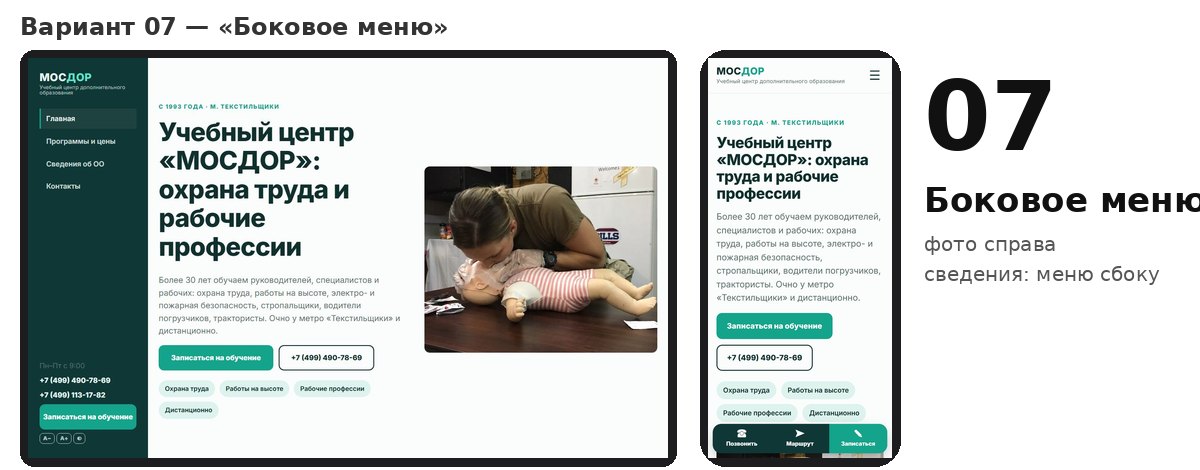 Вариант 07 — «Боковое меню»
МОСДОР
Учебный центр дополнительного
образования
Главная
Программы и цены
Сведения об ОО
Контакты
Пн–Пт с 9:00
+7 (499) 490-78-69
+7 (499) 113-17-82
Записаться на обучение
А− А+
С 1993 ГОДА · М. ТЕКСТИЛЬЩИКИ
Учебный центр
«МОСДОР»:
охрана труда и
рабочие
профессии
Более 30 лет обучаем руководителей, специалистов и
рабочих: охрана труда, работы на высоте, электро- и
пожарная безопасность, стропальщики, водители
погрузчиков, трактористы. Очно у метро «Текстильщики» и
дистанционно.
Записаться на обучение
+7 (499) 490-78-69
Охрана труда
Работы на высоте
Рабочие профессии
Дистанционно
Welcome
МОСДОР
Учебный центр дополнительного образования
С 1993 ГОДА · М. ТЕКСТИЛЬЩИКИ
Учебный центр
«МОСДОР»: охрана
труда и рабочие
профессии
Более 30 лет обучаем руководителей,
специалистов и рабочих: охрана
труда, работы на высоте, электро- и
пожарная безопасность,
стропальщики, водители погрузчиков,
трактористы. Очно у метро
«Текстильщики» и дистанционно.
Записаться на обучение
+7 (499) 490-78-69
Охрана труда
Работы на высоте
Рабочие профессии
Дистанционно
Позвонить
Маршрут
Записаться
07
Боковое меню
фото справа
сведения: меню сбоку